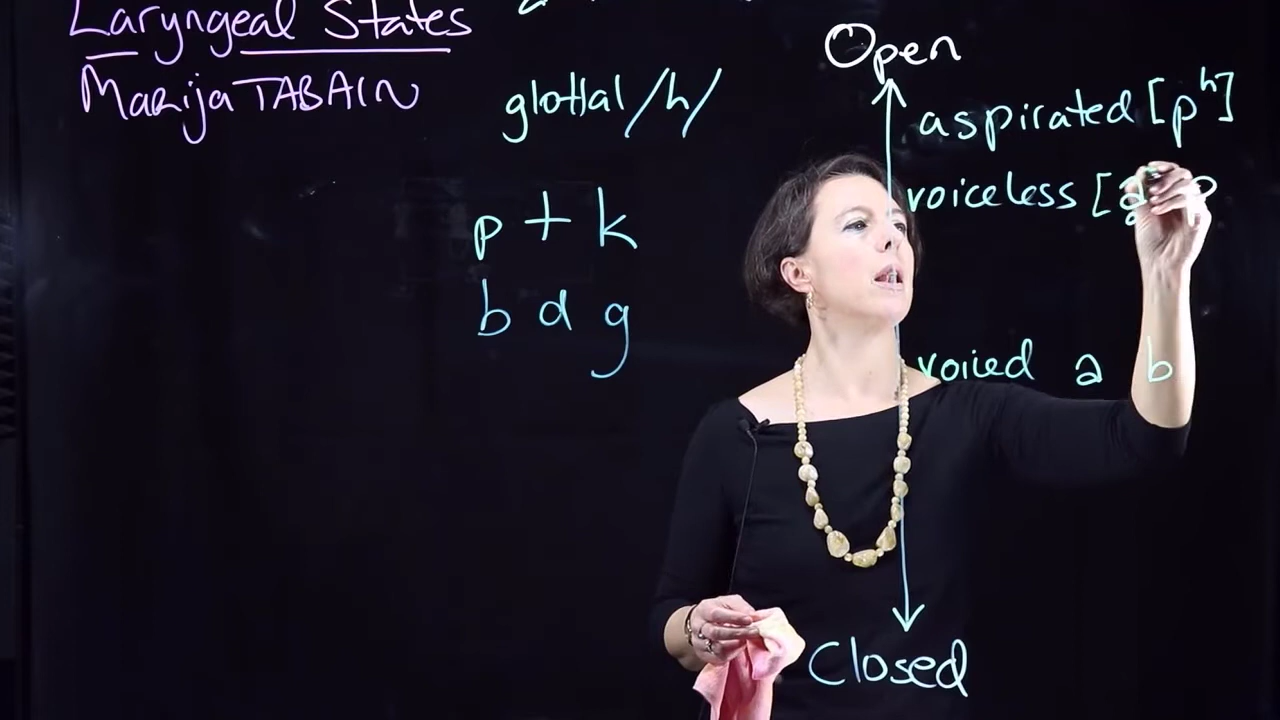 Laryngeal States
Marija TABAIN
glottal /h/
p t k
b d g
Open
aspirated [pʰ]
voiceless [
voiced a b
Closed